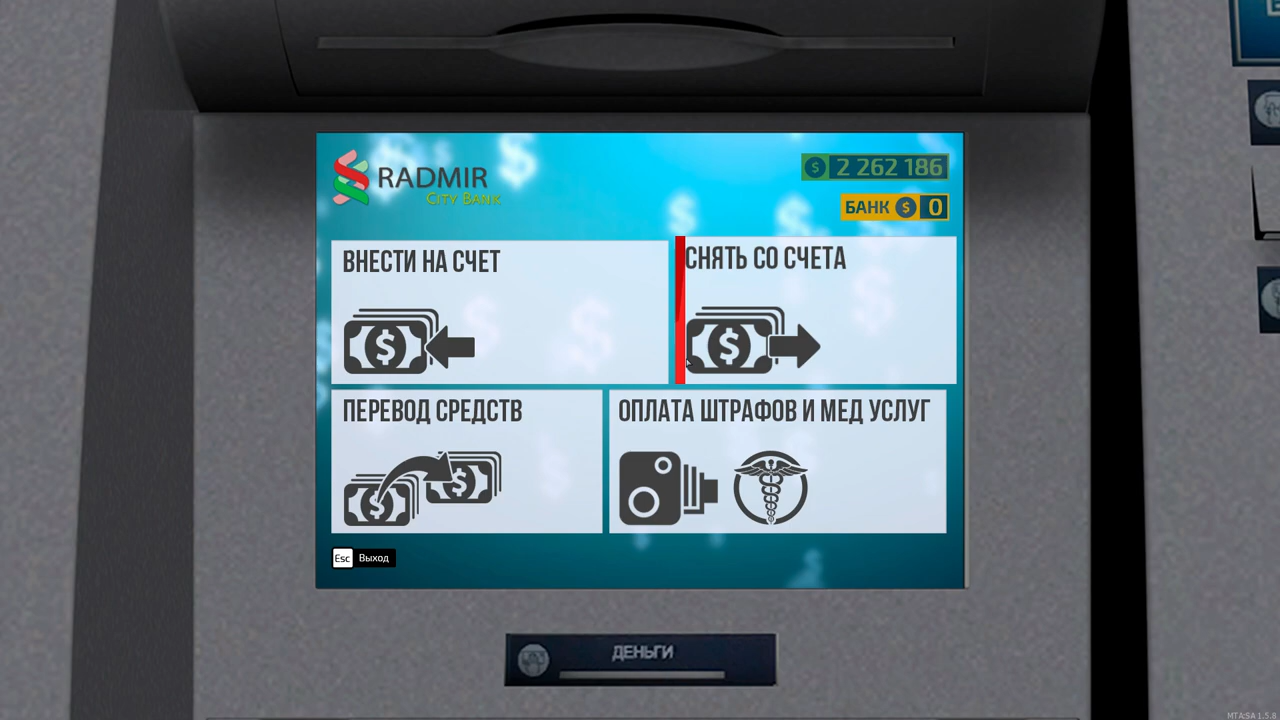 RADMIR
CITY BANK
$ 2 262 186
БАНК $ 0
ВНЕСТИ НА СЧЕТ
СНЯТЬ СО СЧЕТА
ПЕРЕВОД СРЕДСТВ
ОПЛАТА ШТРАФОВ И МЕД УСЛУГ
Esc Выход
ДЕНЬГИ
MTA:SA 1.5.8